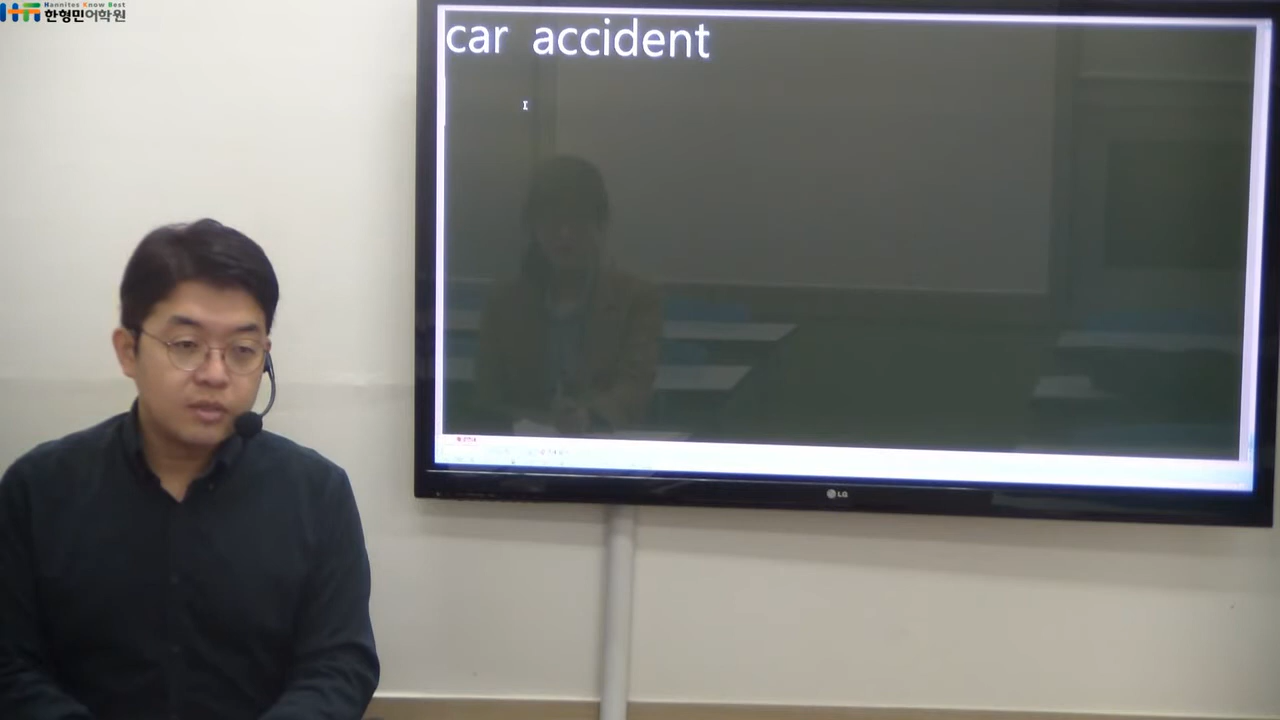 Hannites Know Best
한형민어학원
car accident
LG